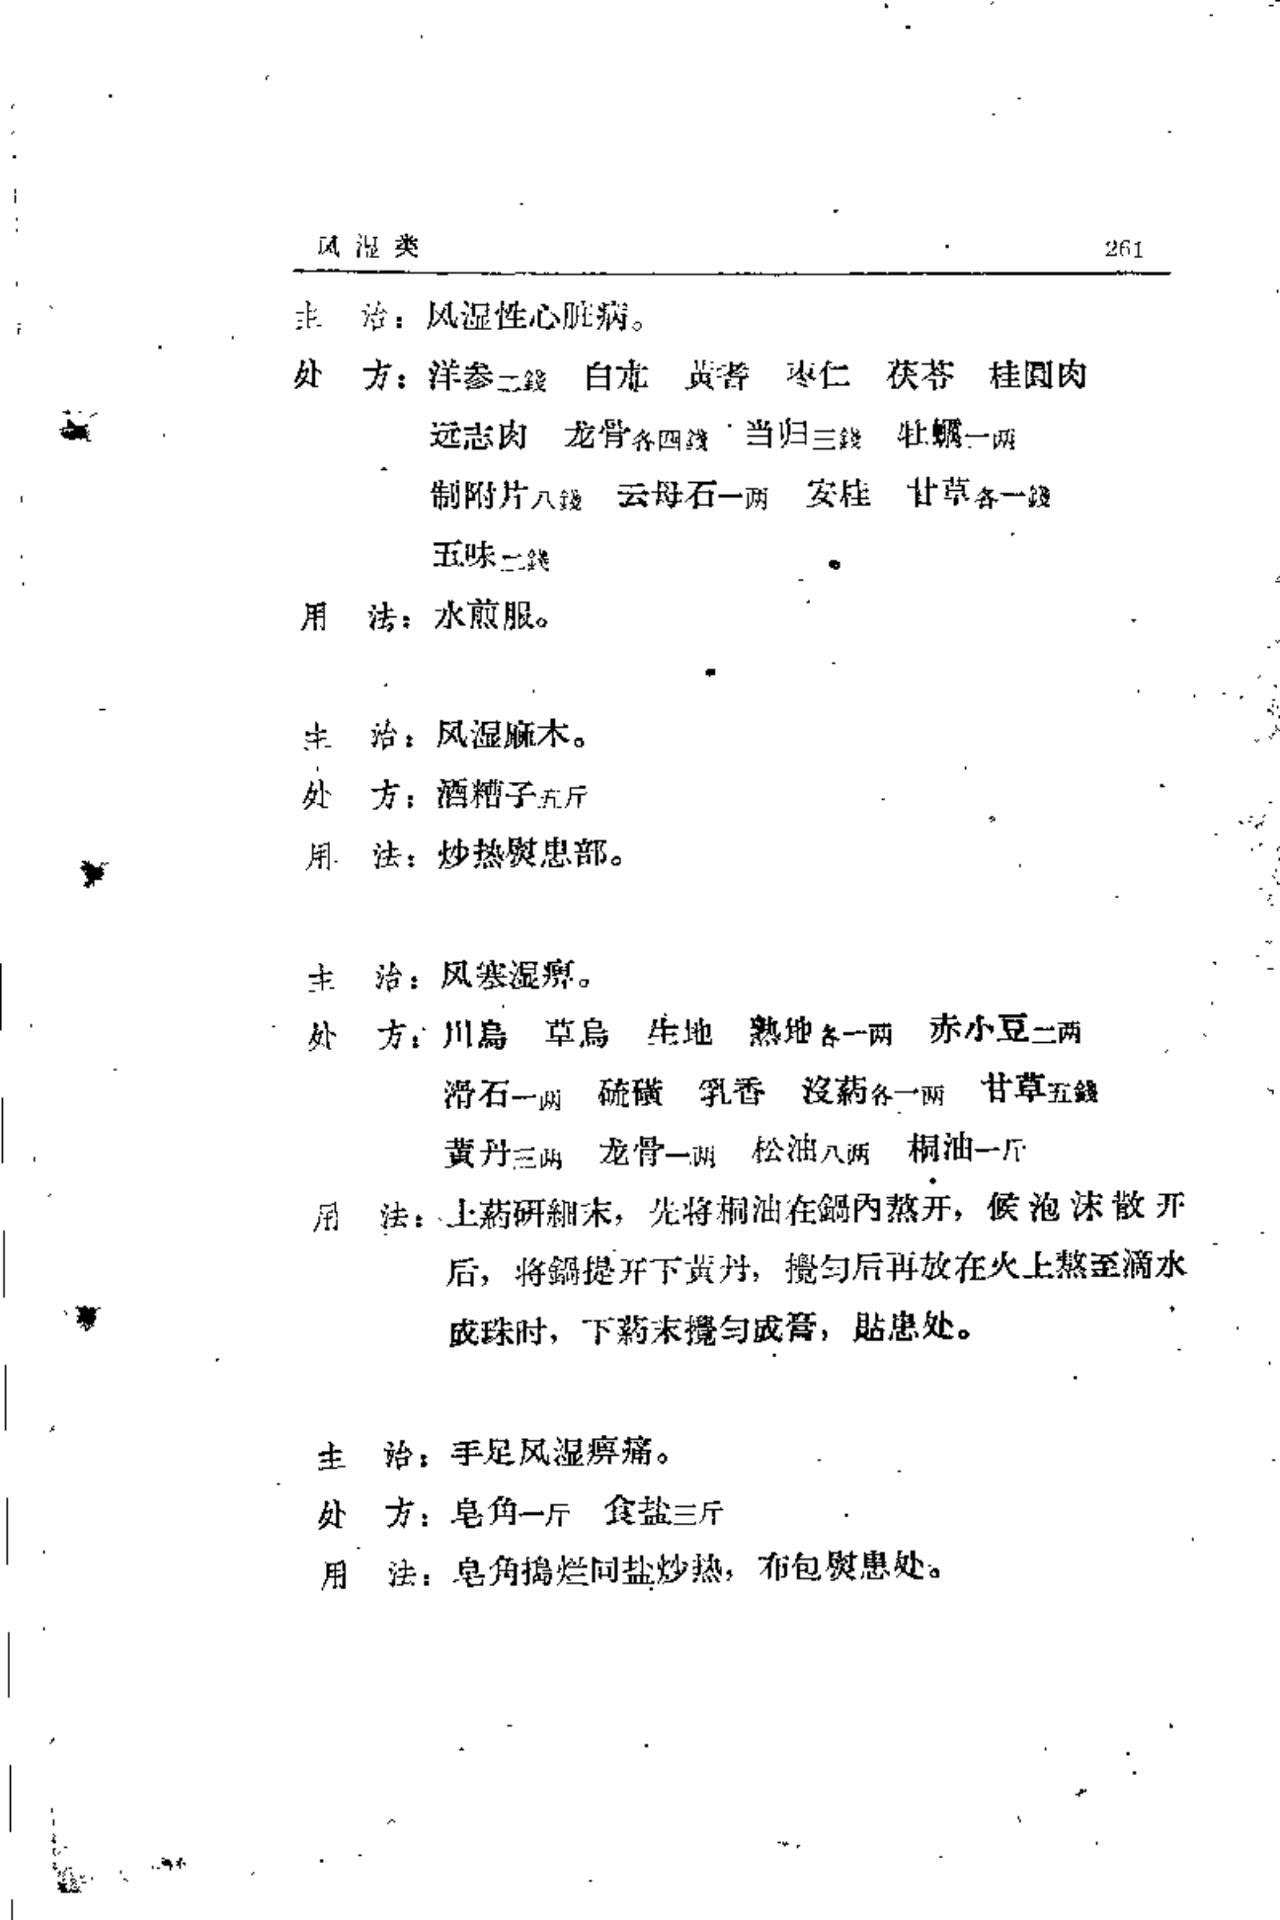 风湿类 261
主 治：风湿性心脏病。
处 方：洋参二錢 白朮 黄耆 枣仁 茯苓 桂圓肉
远志肉 龙骨各四錢 当归三錢 牡蠣一两
制附片八錢 云母石一两 安桂 甘草各一錢
五味二錢
用 法：水煎服。
主 治：风湿麻木。
处 方：酒糟子五斤
用 法：炒热熨患部。
主 治：风寒湿痹。
处 方：川烏 草烏 生地 熟地各一两 赤小豆二两
滑石一两 硫磺 乳香 沒葯各一两 甘草五錢
黄丹三两 龙骨一两 松油八两 桐油一斤
用 法：上葯研細末，先将桐油在鍋內熬开，候泡沫散开
后，将鍋提开下黄丹，攪匀后再放在火上熬至滴水
成珠时，下葯末攪匀成膏，貼患处。
主 治：手足风湿痹痛。
处 方：皂角一斤 食盐三斤
用 法：皂角搗烂同盐炒热，布包熨患处。